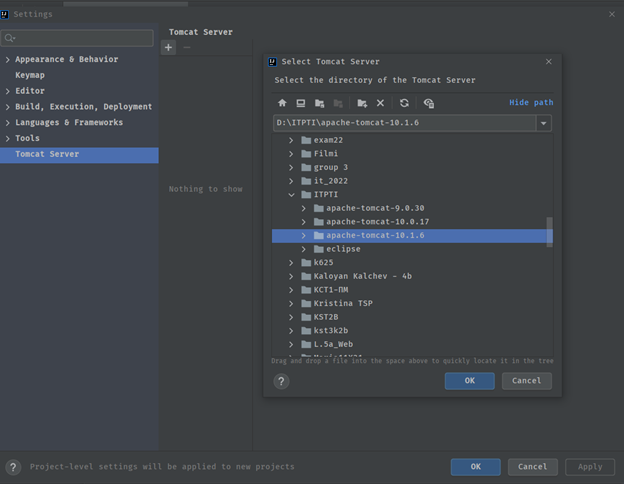 Settings
Appearance & Behavior
Keymap
Editor
Build, Execution, Deployment
Languages & Frameworks
Tools
Tomcat Server
Tomcat Server
Nothing to show
Select Tomcat Server
Select the directory of the Tomcat Server
Hide path
D:\ITPTI\apache-tomcat-10.1.6
exam22
Filmi
group 3
it_2022
ITPTI
apache-tomcat-9.0.30
apache-tomcat-10.0.17
apache-tomcat-10.1.6
eclipse
k625
Kaloyan Kalchev - 4b
КСТ1-ПМ
Kristina TSP
KST2B
kst3k2b
L.5a_Web
Drag and drop a file into the space above to quickly locate it in the tree
?
OK
Cancel
?
Project-level settings will be applied to new projects
OK
Cancel
Apply